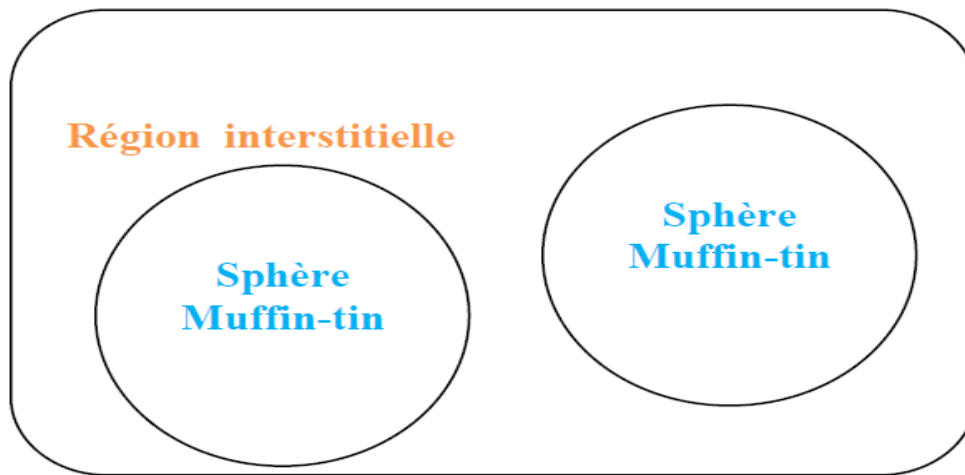 Région interstitielle
Sphère
Muffin-tin
Sphère
Muffin-tin